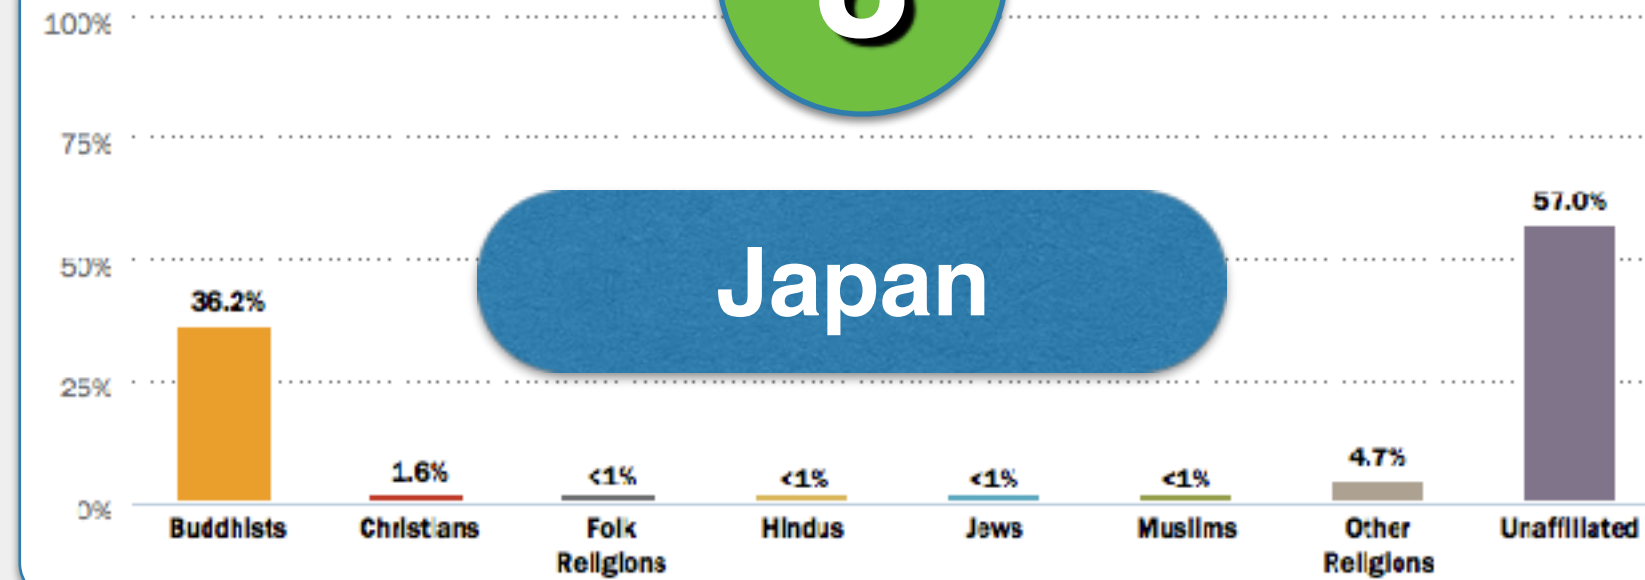 100%
75%
57.0%
50%
Japan
36.2%
25%
1.6%
<1%
<1%
<1%
<1%
4.7%
0%
Buddhists
Christians
Folk
Religions
Hindus
Jews
Muslims
Other
Religions
Unaffiliated